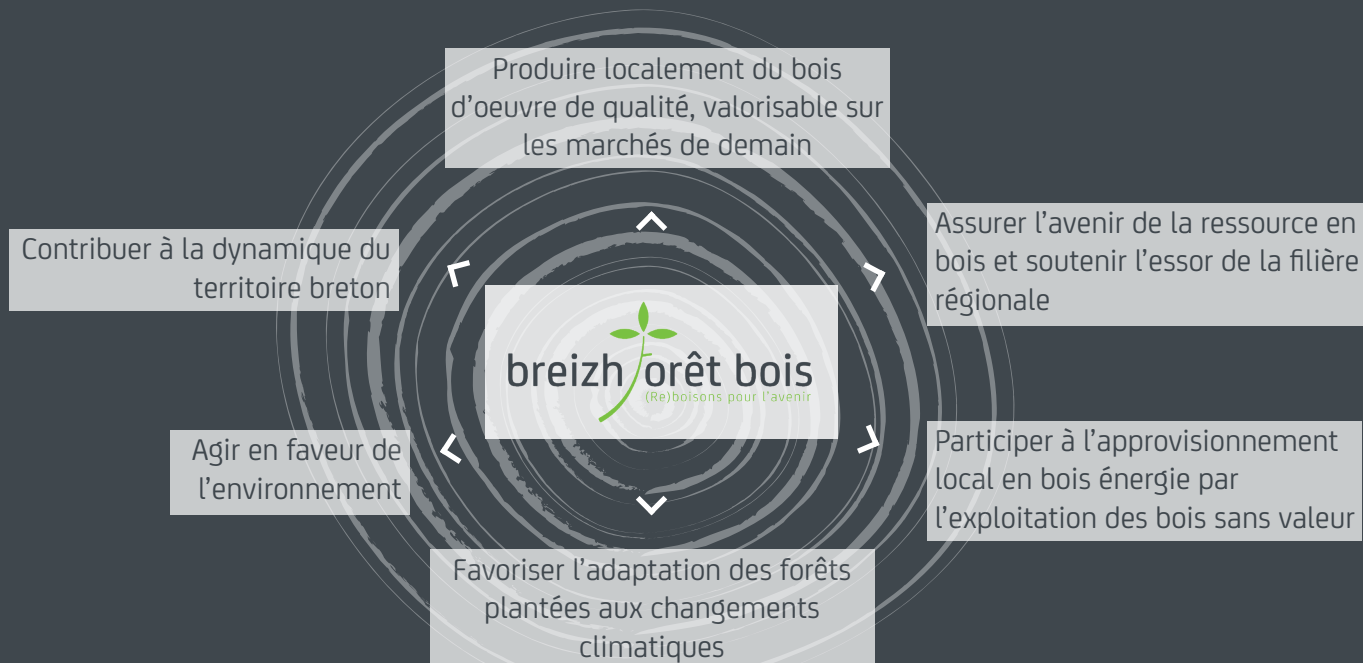 Produire localement du bois
d'oeuvre de qualité, valorisable sur
les marchés de demain
Contribuer à la dynamique du
territoire breton
Assurer l'avenir de la ressource en
bois et soutenir l'essor de la filière
régionale
breizh forêt bois
(Re)boisons pour l'avenir
Agir en faveur de
l'environnement
Participer à l'approvisionnement
local en bois énergie par
l'exploitation des bois sans valeur
Favoriser l'adaptation des forêts
plantées aux changements
climatiques